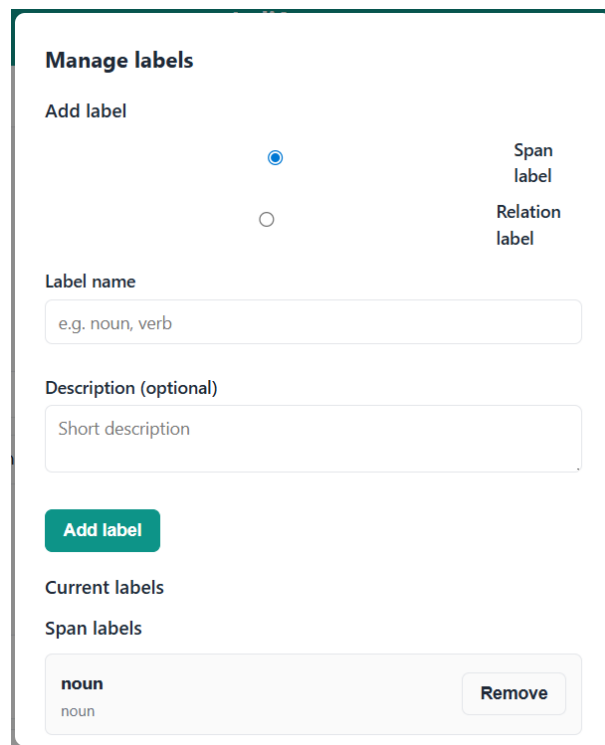 Manage labels
Add label
Span
label
Relation
label
Label name
e.g. noun, verb
Description (optional)
Short description
Add label
Current labels
Span labels
noun
noun
Remove